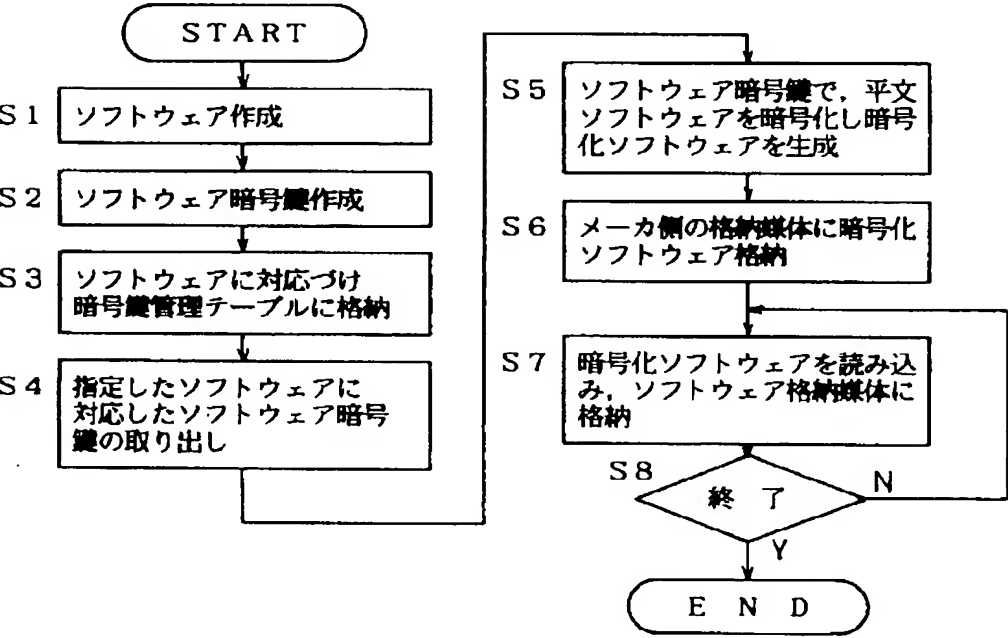 START
S1
ソフトウェア作成
S2
ソフトウェア暗号鍵作成
S3
ソフトウェアに対応づけ
暗号鍵管理テーブルに格納
S4
指定したソフトウェアに
対応したソフトウェア暗号
鍵の取り出し
S5
ソフトウェア暗号鍵で，平文
ソフトウェアを暗号化し暗号
化ソフトウェアを生成
S6
メーカ側の格納媒体に暗号化
ソフトウェア格納
S7
暗号化ソフトウェアを読み込
み，ソフトウェア格納媒体に
格納
S8
終了
N
Y
END